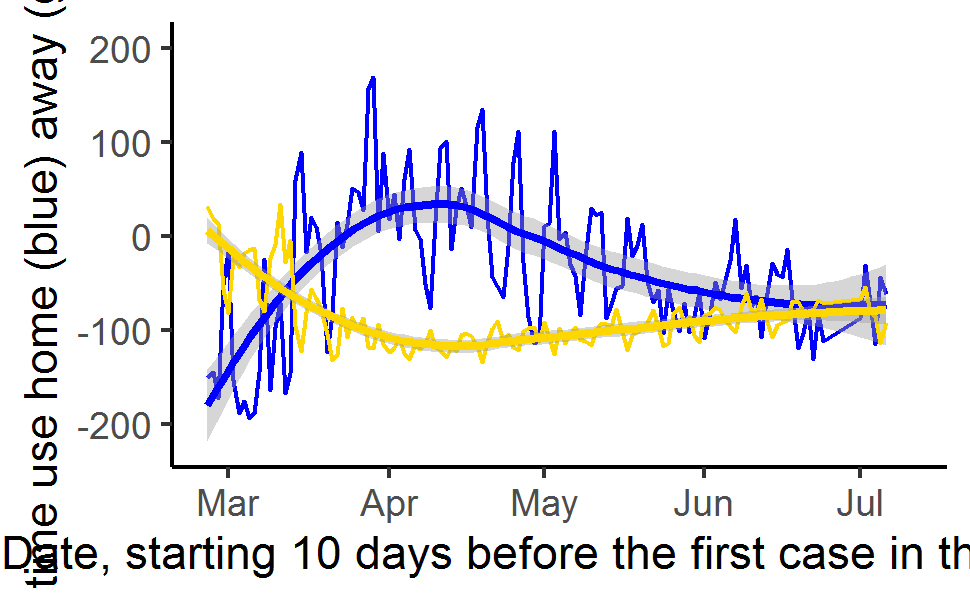 time use home (blue) away (
200
100
0
-100
-200
Mar Apr May Jun Jul
Date, starting 10 days before the first case in th